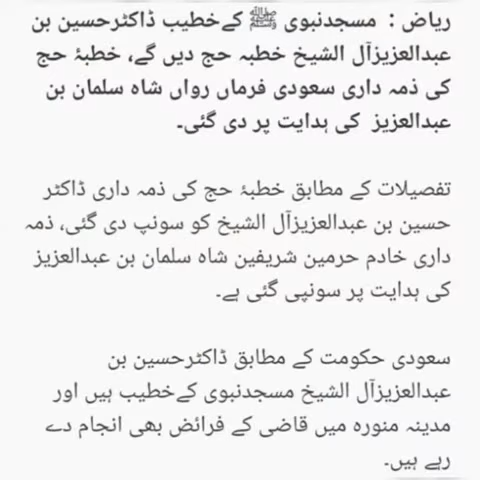 ریاض : مسجدنبوی ﷺ کےخطیب ڈاکٹرحسین بن
عبدالعزیزآل الشیخ خطبہ حج دیں گے، خطبۂ حج
کی ذمہ داری سعودی فرماں رواں شاہ سلمان بن
عبدالعزیز کی ہدایت پر دی گئی۔
تفصیلات کے مطابق خطبۂ حج کی ذمہ داری ڈاکٹر
حسین بن عبدالعزیزآل الشیخ کو سونپ دی گئی، ذمہ
داری خادم حرمین شریفین شاہ سلمان بن عبدالعزیز
کی ہدایت پر سونپی گئی ہے۔
سعودی حکومت کے مطابق ڈاکٹرحسین بن
عبدالعزیزآل الشیخ مسجدنبوی کےخطیب ہیں اور
مدینہ منورہ میں قاضی کے فرائض بھی انجام دے
رہے ہیں۔